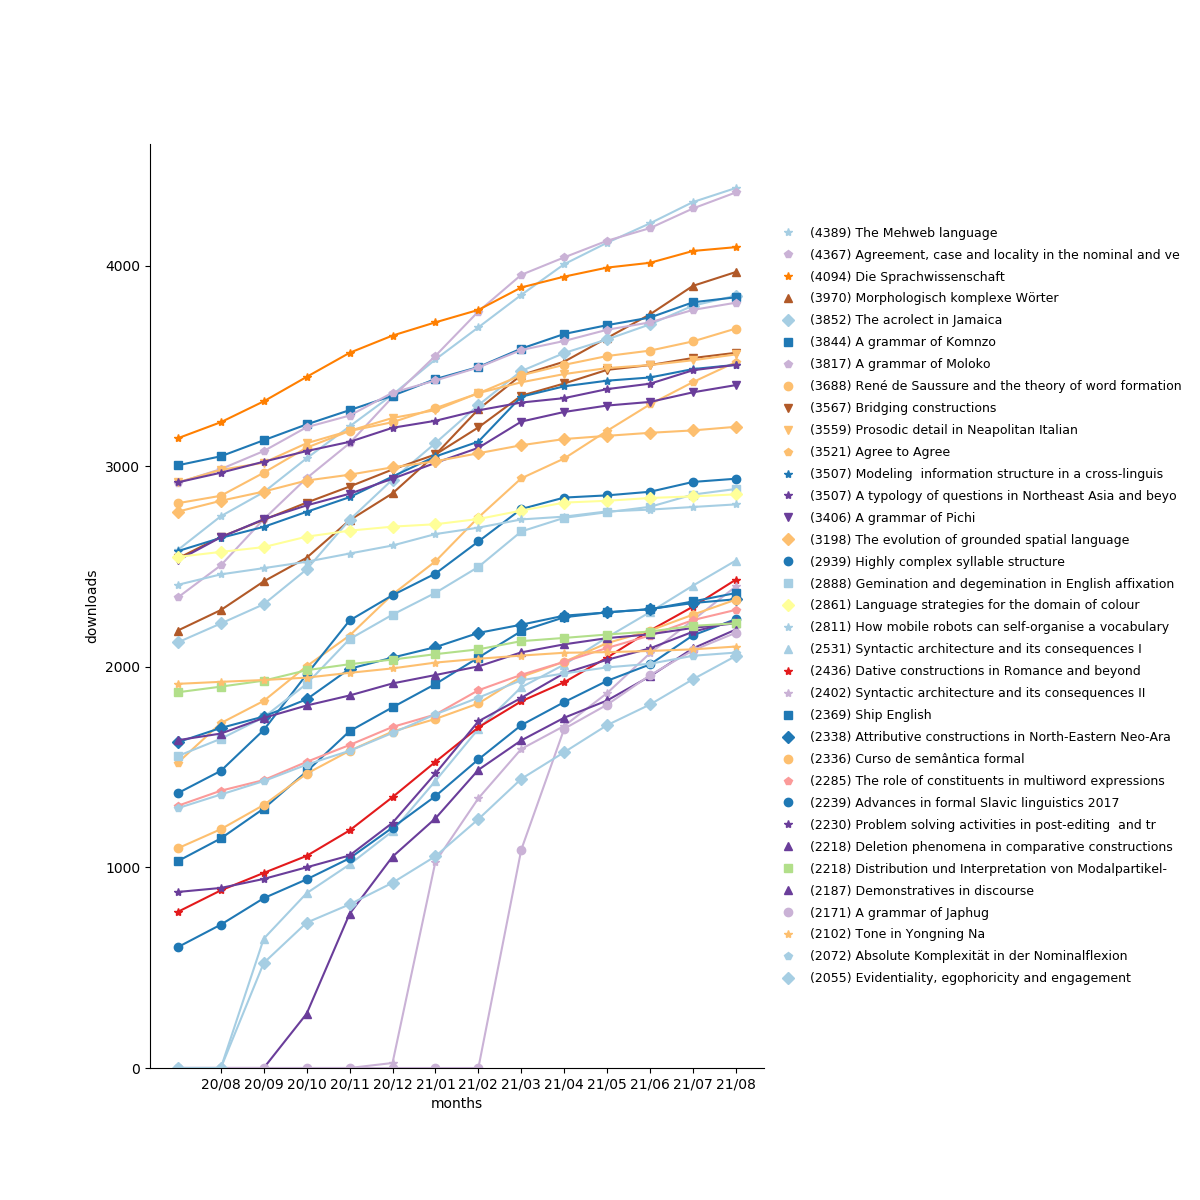 4000
3000
2000
1000
0
downloads
20/08 20/09 20/10 20/11 20/12 21/01 21/02 21/03 21/04 21/05 21/06 21/07 21/08
months
(4389) The Mehweb language
(4367) Agreement, case and locality in the nominal and ve
(4094) Die Sprachwissenschaft
(3970) Morphologisch komplexe Wörter
(3852) The acrolect in Jamaica
(3844) A grammar of Komnzo
(3817) A grammar of Moloko
(3688) René de Saussure and the theory of word formation
(3567) Bridging constructions
(3559) Prosodic detail in Neapolitan Italian
(3521) Agree to Agree
(3507) Modeling  information structure in a cross-linguis
(3507) A typology of questions in Northeast Asia and beyo
(3406) A grammar of Pichi
(3198) The evolution of grounded spatial language
(2939) Highly complex syllable structure
(2888) Gemination and degemination in English affixation
(2861) Language strategies for the domain of colour
(2811) How mobile robots can self-organise a vocabulary
(2531) Syntactic architecture and its consequences I
(2436) Dative constructions in Romance and beyond
(2402) Syntactic architecture and its consequences II
(2369) Ship English
(2338) Attributive constructions in North-Eastern Neo-Ara
(2336) Curso de semântica formal
(2285) The role of constituents in multiword expressions
(2239) Advances in formal Slavic linguistics 2017
(2230) Problem solving activities in post-editing  and tr
(2218) Deletion phenomena in comparative constructions
(2218) Distribution und Interpretation von Modalpartikel-
(2187) Demonstratives in discourse
(2171) A grammar of Japhug
(2102) Tone in Yongning Na
(2072) Absolute Komplexität in der Nominalflexion
(2055) Evidentiality, egophoricity and engagement